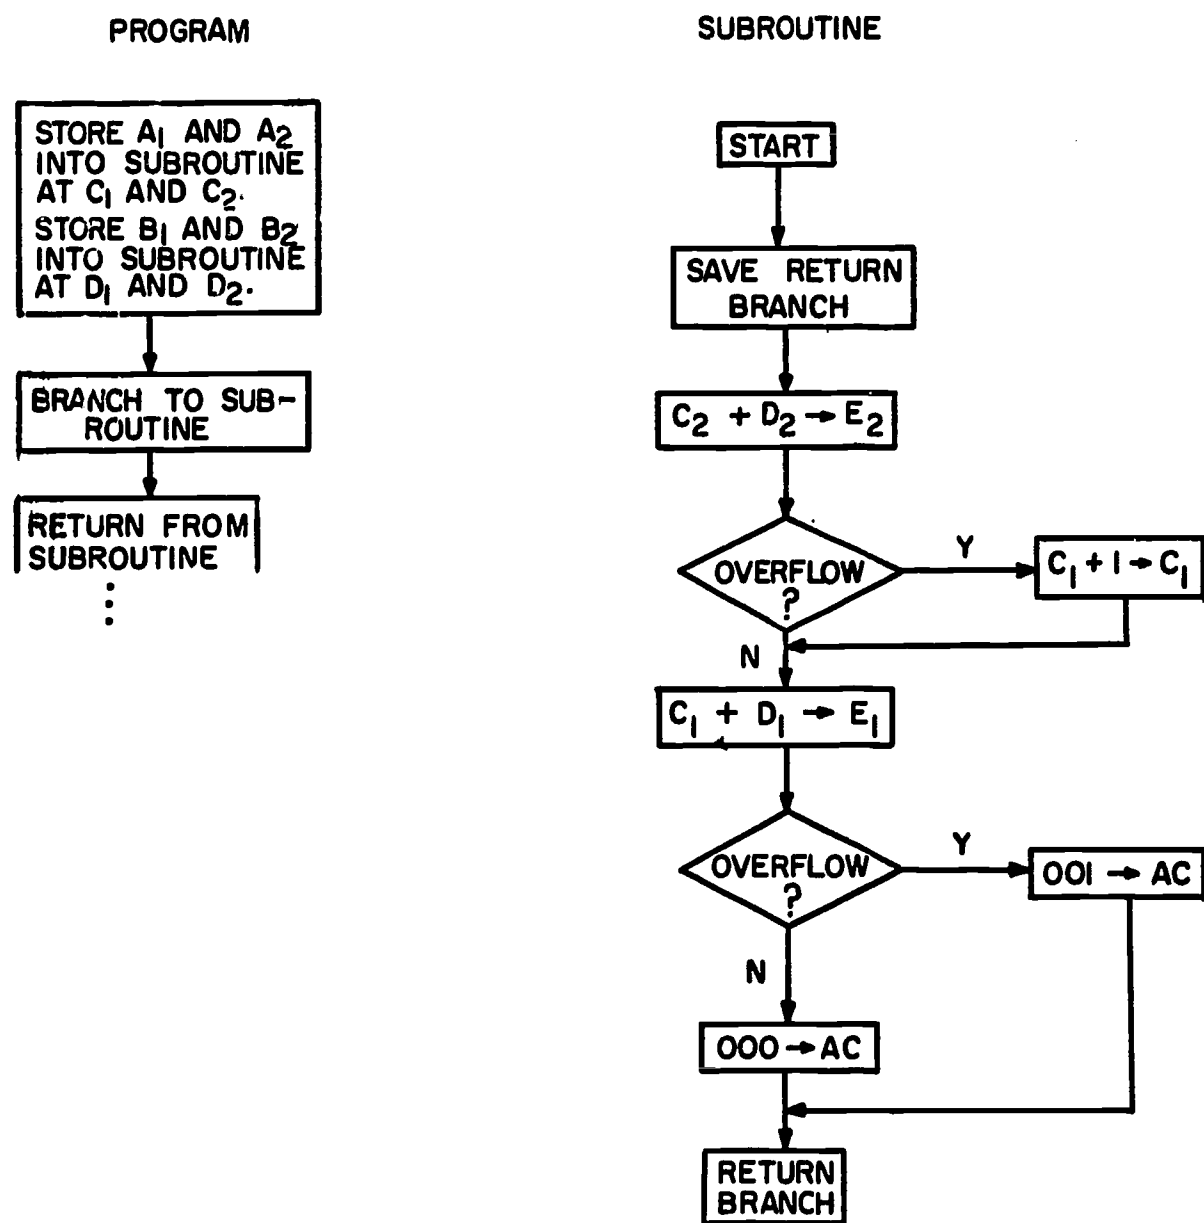 PROGRAM
STORE A₁ AND A₂
INTO SUBROUTINE
AT C₁ AND C₂.
STORE B₁ AND B₂
INTO SUBROUTINE
AT D₁ AND D₂.
BRANCH TO SUB-
ROUTINE
RETURN FROM
SUBROUTINE
⋮
SUBROUTINE
START
SAVE RETURN
BRANCH
C₂ + D₂ → E₂
OVERFLOW
?
Y
C₁ + 1 → C₁
N
C₁ + D₁ → E₁
OVERFLOW
?
Y
001 → AC
N
000 → AC
RETURN
BRANCH